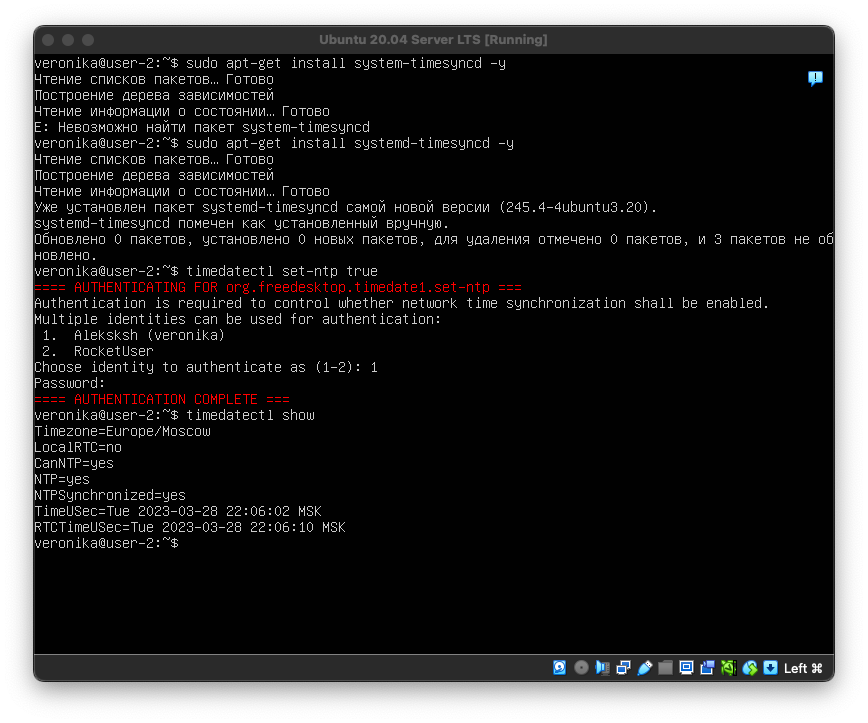 Ubuntu 20.04 Server LTS [Running]
veronika@user-2:~$ sudo apt-get install system-timesyncd -y
Чтение списков пакетов… Готово
Построение дерева зависимостей
Чтение информации о состоянии… Готово
E: Невозможно найти пакет system-timesyncd
veronika@user-2:~$ sudo apt-get install systemd-timesyncd -y
Чтение списков пакетов… Готово
Построение дерева зависимостей
Чтение информации о состоянии… Готово
Уже установлен пакет systemd-timesyncd самой новой версии (245.4-4ubuntu3.20).
systemd-timesyncd помечен как установленный вручную.
Обновлено 0 пакетов, установлено 0 новых пакетов, для удаления отмечено 0 пакетов, и 3 пакетов не об
новлено.
veronika@user-2:~$ timedatectl set-ntp true
==== AUTHENTICATING FOR org.freedesktop.timedate1.set-ntp ===
Authentication is required to control whether network time synchronization shall be enabled.
Multiple identities can be used for authentication:
 1.  Aleksksh (veronika)
 2.  RocketUser
Choose identity to authenticate as (1-2): 1
Password:
==== AUTHENTICATION COMPLETE ===
veronika@user-2:~$ timedatectl show
Timezone=Europe/Moscow
LocalRTC=no
CanNTP=yes
NTP=yes
NTPSynchronized=yes
TimeUSec=Tue 2023-03-28 22:06:02 MSK
RTCTimeUSec=Tue 2023-03-28 22:06:10 MSK
veronika@user-2:~$
Left ⌘